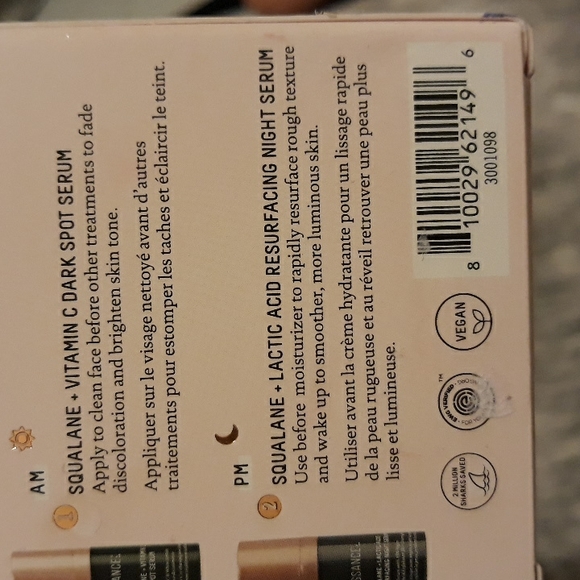 AM
1 SQUALANE + VITAMIN C DARK SPOT SERUM
Apply to clean face before other treatments to fade
discoloration and brighten skin tone.
Appliquer sur le visage nettoyé avant d'autres
traitements pour estomper les taches et éclaircir le teint.
PM
2 SQUALANE + LACTIC ACID RESURFACING NIGHT SERUM
Use before moisturizer to rapidly resurface rough texture
and wake up to smoother, more luminous skin.
Utiliser avant la crème hydratante pour un lissage rapide
de la peau rugueuse et au réveil retrouver une peau plus
lisse et lumineuse.
2 MILLION
SHARKS SAVED
EWG VERIFIED
TM
VEGAN
8 10029 62149 6
3001098